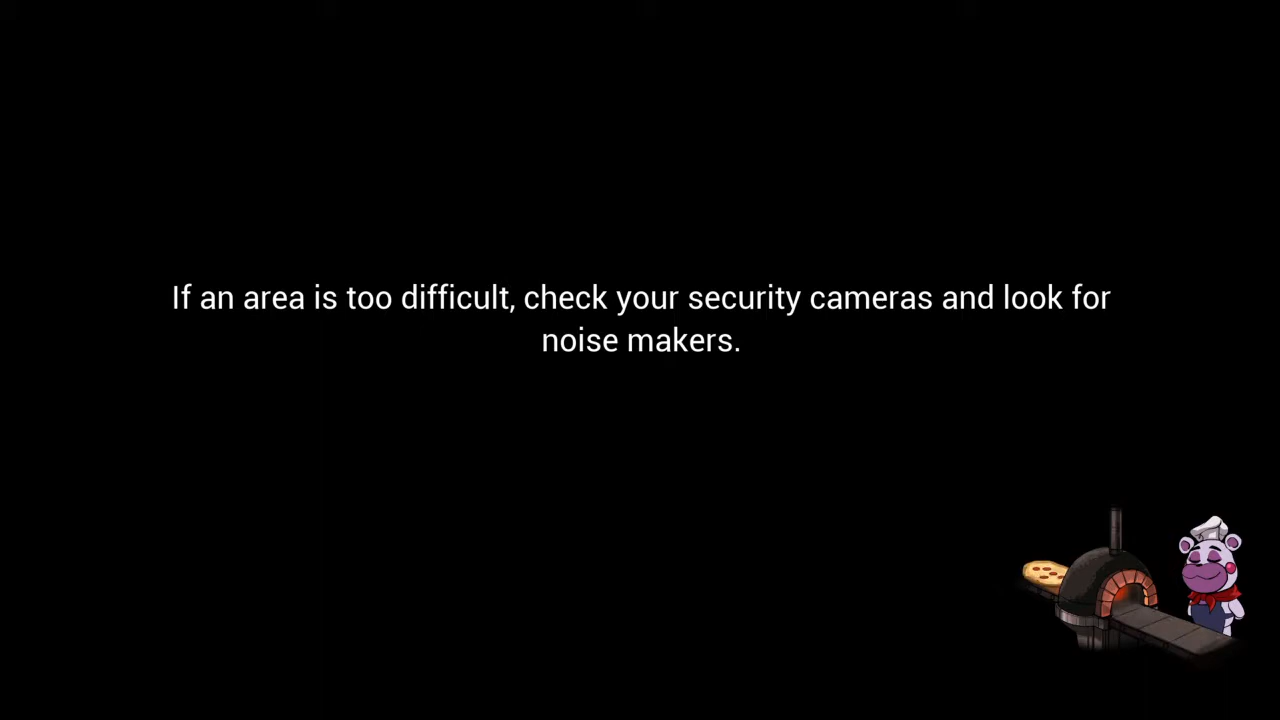 If an area is too difficult, check your security cameras and look for
noise makers.